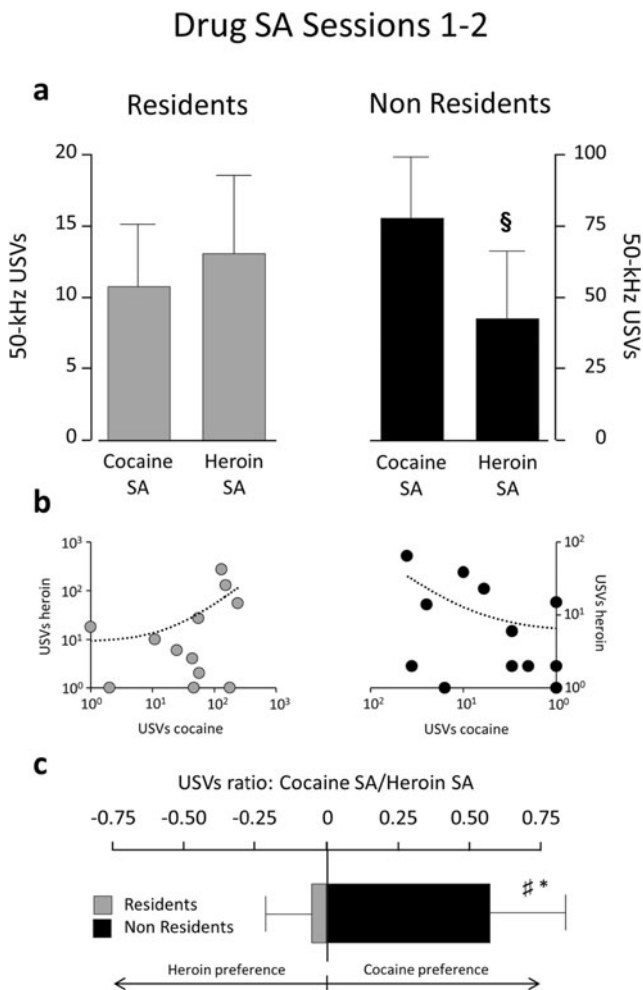 Drug SA Sessions 1-2
a
Residents
Non Residents
50-kHz USVs
20
15
10
5
0
Cocaine SA
Heroin SA
§
100
75
50
25
0
50-kHz USVs
Cocaine SA
Heroin SA
b
USVs heroin
10³
10²
10¹
10⁰
10⁰ 10¹ 10² 10³
USVs cocaine
10²
10¹
10⁰
USVs heroin
10² 10¹ 10⁰
USVs cocaine
c
USVs ratio: Cocaine SA/Heroin SA
-0.75 -0.50 -0.25 0 0.25 0.50 0.75
♯ *
Residents
Non Residents
Heroin preference
Cocaine preference